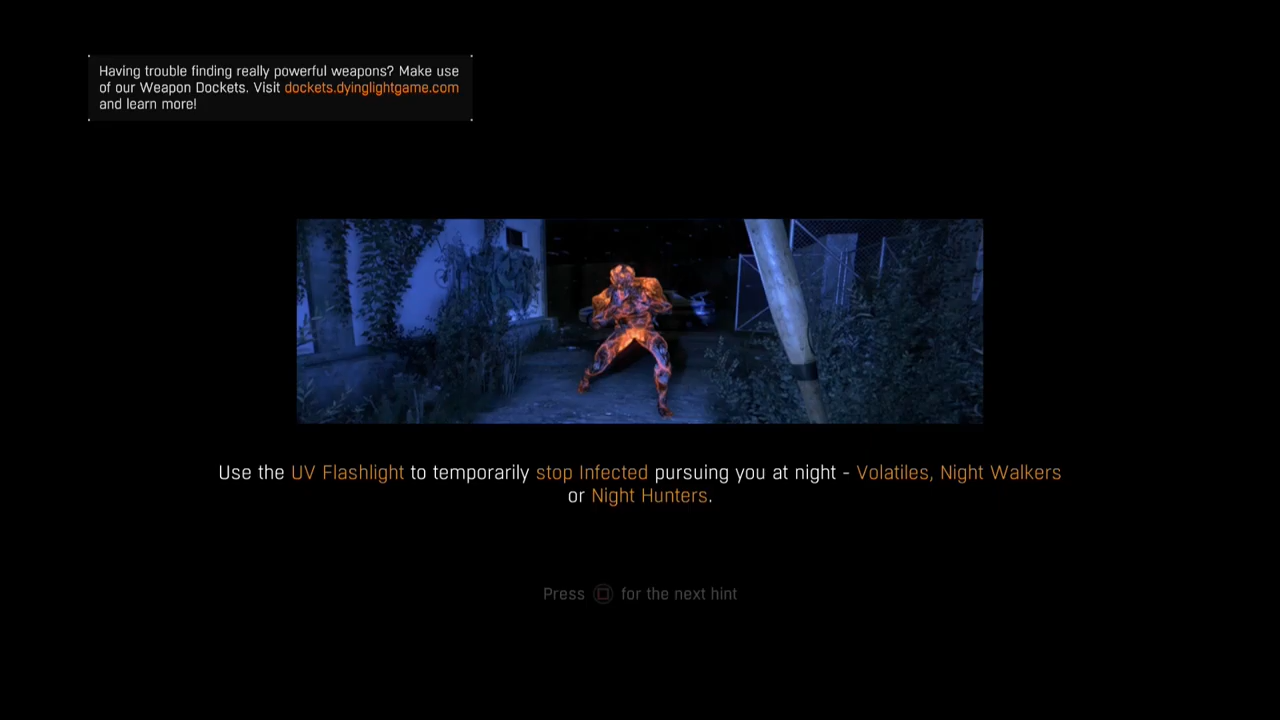 Having trouble finding really powerful weapons? Make use
of our Weapon Dockets. Visit dockets.dyinglightgame.com
and learn more!
Use the UV Flashlight to temporarily stop Infected pursuing you at night - Volatiles, Night Walkers
or Night Hunters.
Press for the next hint